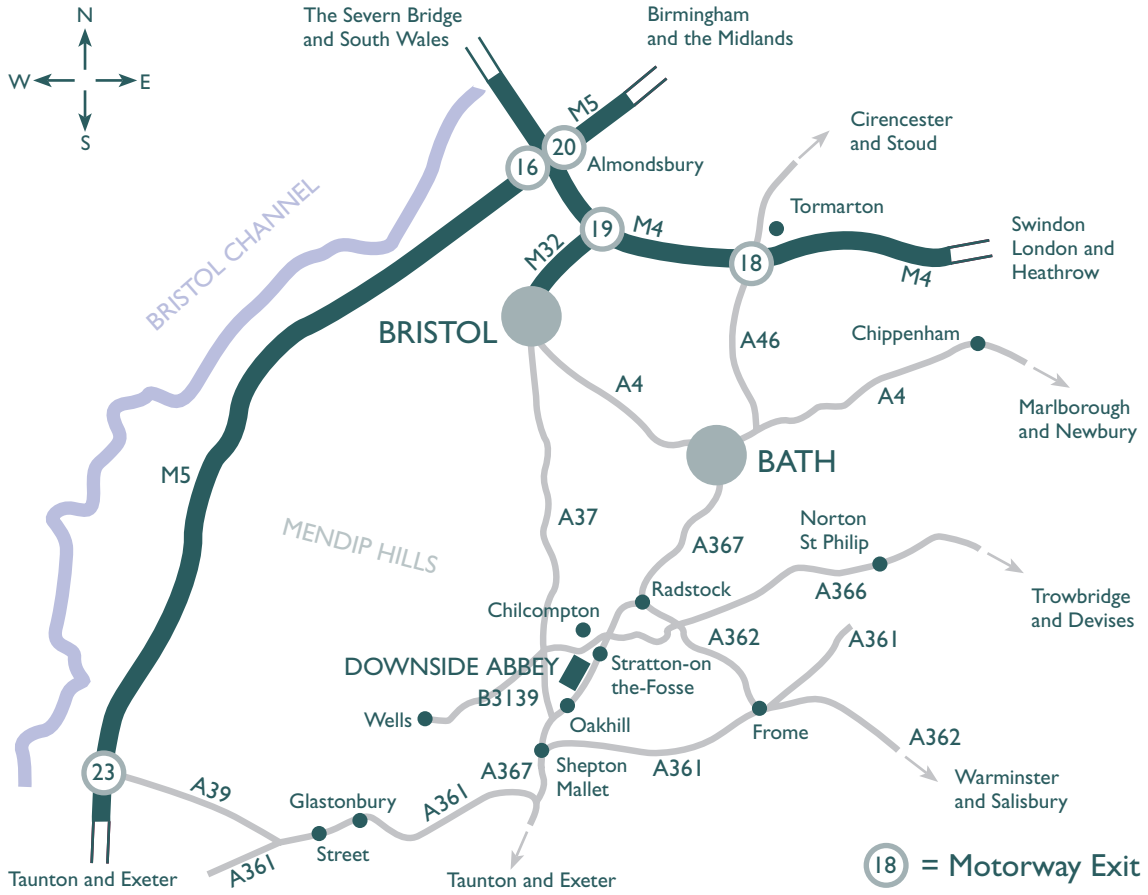 N
W
E
S
The Severn Bridge
and South Wales
Birmingham
and the Midlands
M5
Cirencester
and Stoud
20
16
Almondsbury
Tormarton
19
M4
M32
18
Swindon
London and
Heathrow
M4
BRISTOL CHANNEL
BRISTOL
A46
Chippenham
A4
A4
Marlborough
and Newbury
BATH
M5
A37
MENDIP HILLS
Norton
St Philip
A367
Radstock
A366
Trowbridge
and Devises
Chilcompton
A362
A361
DOWNSIDE ABBEY
Stratton-on
the-Fosse
B3139
Wells
Oakhill
Frome
A362
A367
Shepton
Mallet
A361
Warminster
and Salisbury
23
A39
Glastonbury
A361
Street
A361
Taunton and Exeter
Taunton and Exeter
18 = Motorway Exit